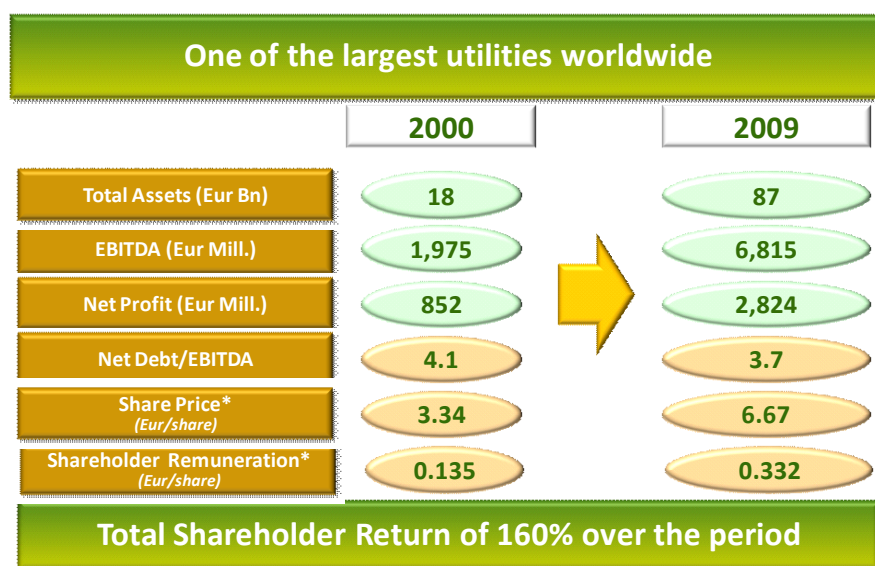 One of the largest utilities worldwide
2000 2009
Total Assets (Eur Bn) 18 87
EBITDA (Eur Mill.) 1,975 6,815
Net Profit (Eur Mill.) 852 2,824
Net Debt/EBITDA 4.1 3.7
Share Price*
(Eur/share) 3.34 6.67
Shareholder Remuneration*
(Eur/share) 0.135 0.332
Total Shareholder Return of 160% over the period